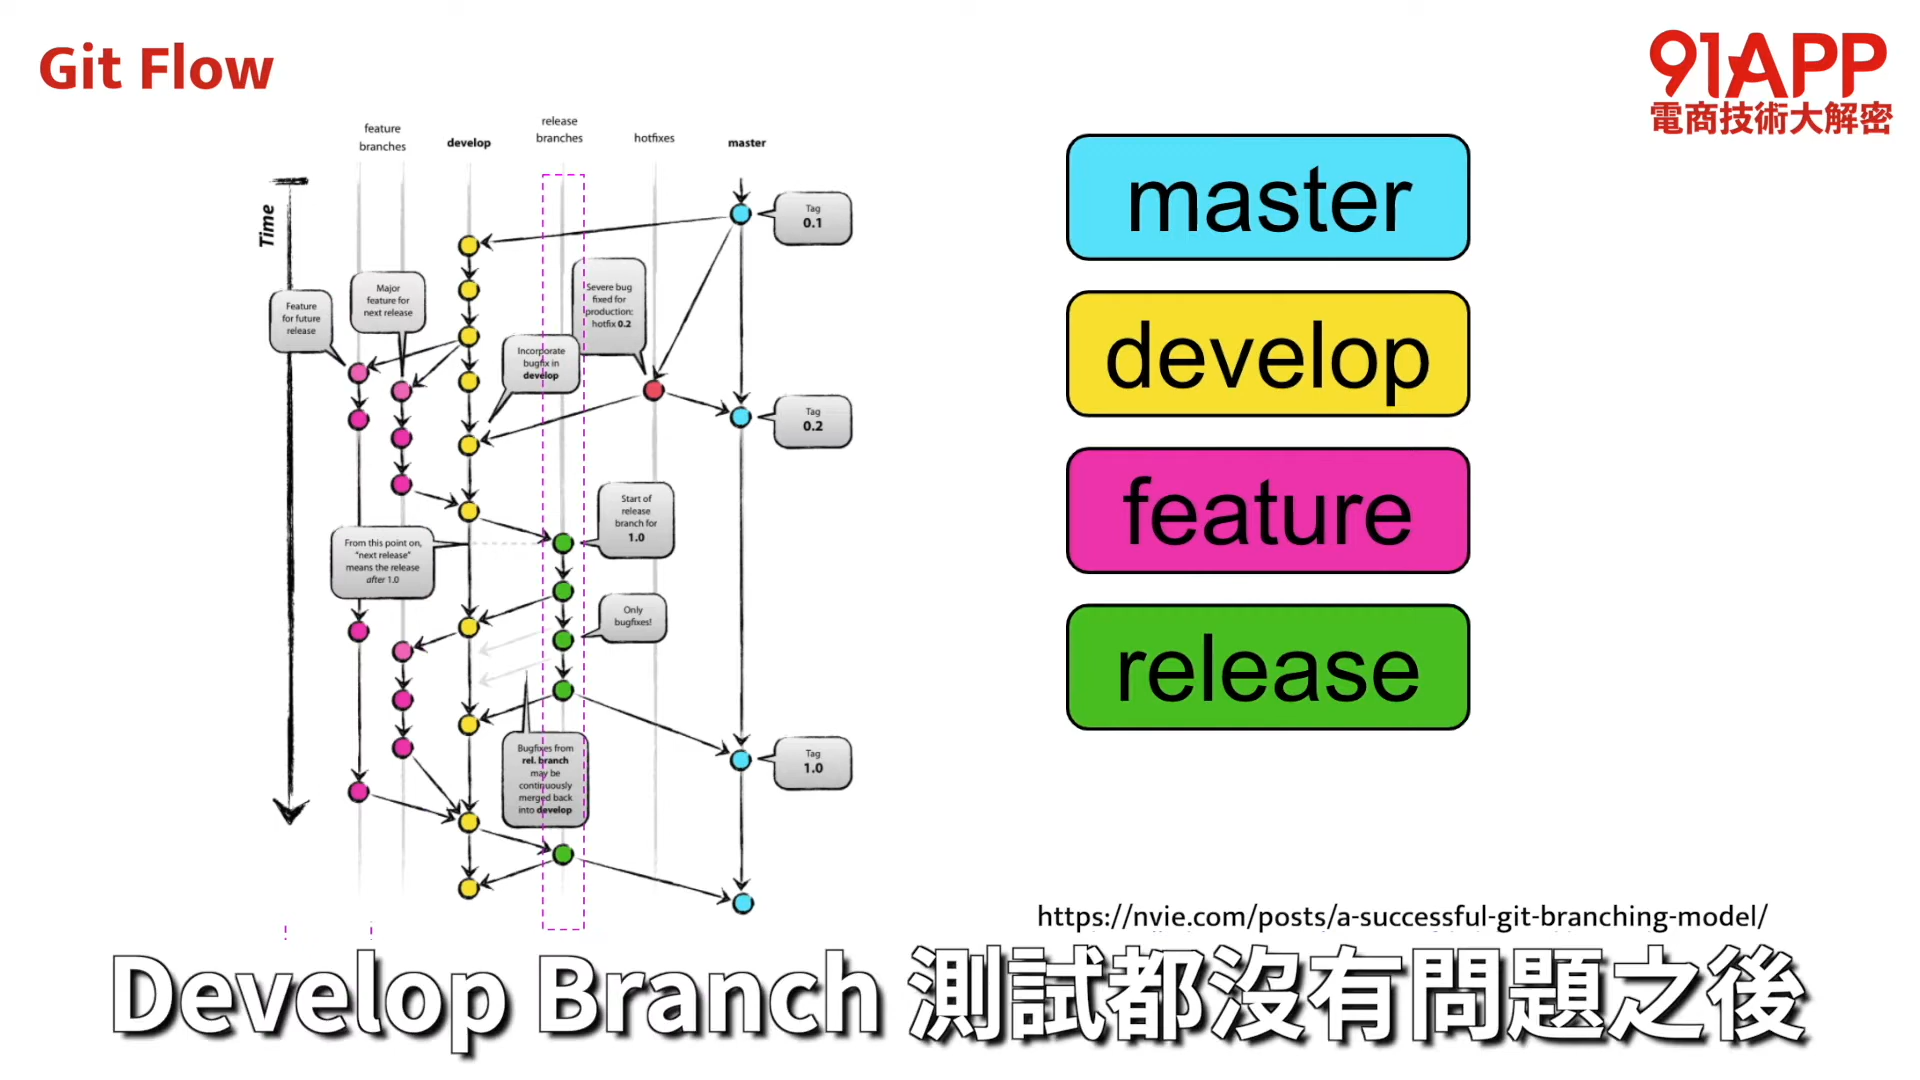 Git Flow
91APP
電商技術大解密
feature
branches
develop
release
branches
hotfixes
master
Time
Tag
0.1
Feature
for future
release
Major
feature for
next release
Severe bug
fixed for
production:
hotfix 0.2
Incorporate
bugfix in
develop
Tag
0.2
Start of
release
branch for
1.0
From this point on,
“next release”
means the release
after 1.0
Only
bugfixes!
Bugfixes from
rel. branch
may be
continuously
merged back
into develop
Tag
1.0
master
develop
feature
release
https://nvie.com/posts/a-successful-git-branching-model/
Develop Branch 測試都沒有問題之後